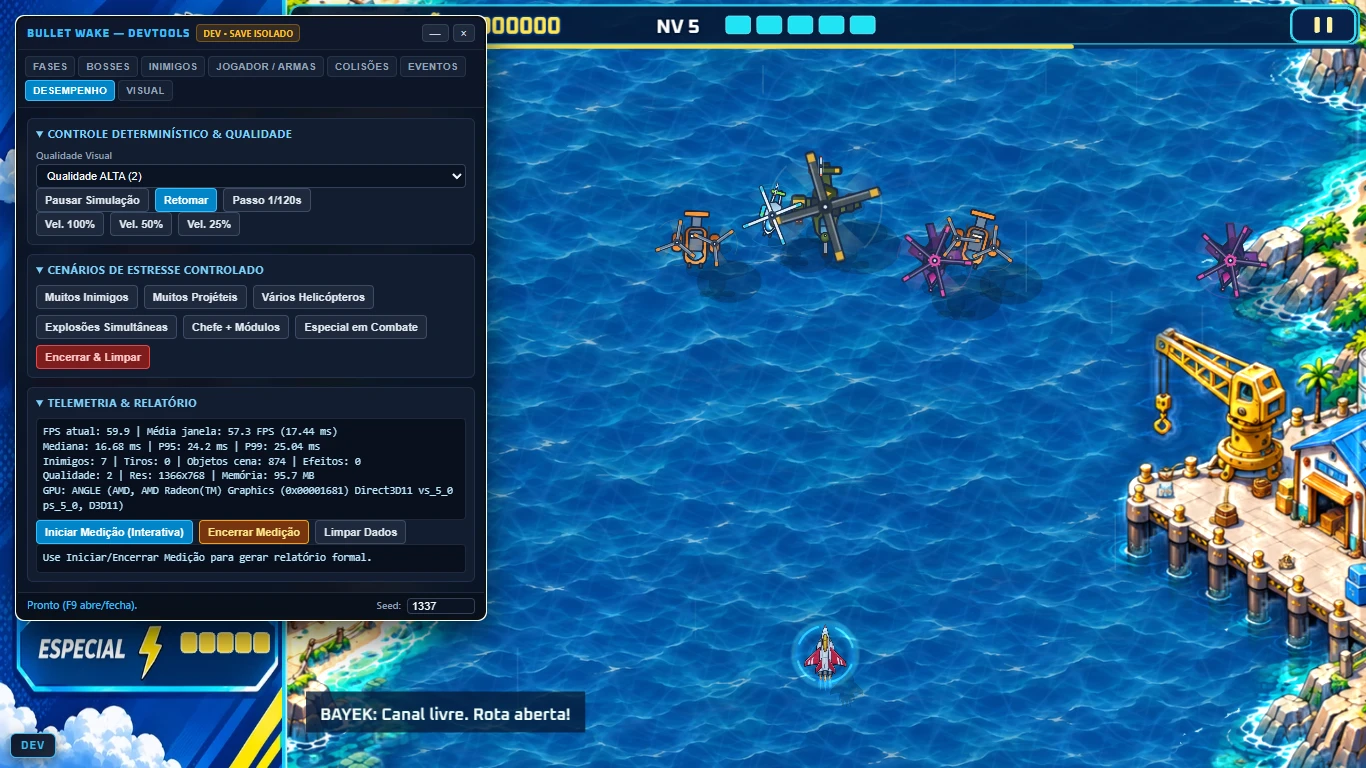 BULLET WAKE — DEVTOOLS DEV • SAVE ISOLADO — ×
FASES BOSSES INIMIGOS JOGADOR / ARMAS COLISÕES EVENTOS
DESEMPENHO VISUAL
▼ CONTROLE DETERMINÍSTICO & QUALIDADE
Qualidade Visual
Qualidade ALTA (2)
Pausar Simulação Retomar Passo 1/120s
Vel. 100% Vel. 50% Vel. 25%
▼ CENÁRIOS DE ESTRESSE CONTROLADO
Muitos Inimigos Muitos Projéteis Vários Helicópteros
Explosões Simultâneas Chefe + Módulos Especial em Combate
Encerrar & Limpar
▼ TELEMETRIA & RELATÓRIO
FPS atual: 59.9 | Média janela: 57.3 FPS (17.44 ms)
Mediana: 16.68 ms | P95: 24.2 ms | P99: 25.04 ms
Inimigos: 7 | Tiros: 0 | Objetos cena: 874 | Efeitos: 0
Qualidade: 2 | Res: 1366x768 | Memória: 95.7 MB
GPU: ANGLE (AMD, AMD Radeon(TM) Graphics (0x00001681) Direct3D11 vs_5_0
ps_5_0, D3D11)
Iniciar Medição (Interativa) Encerrar Medição Limpar Dados
Use Iniciar/Encerrar Medição para gerar relatório formal.
Pronto (F9 abre/fecha). Seed: 1337
000000 NV 5
ESPECIAL
BAYEK: Canal livre. Rota aberta!
DEV